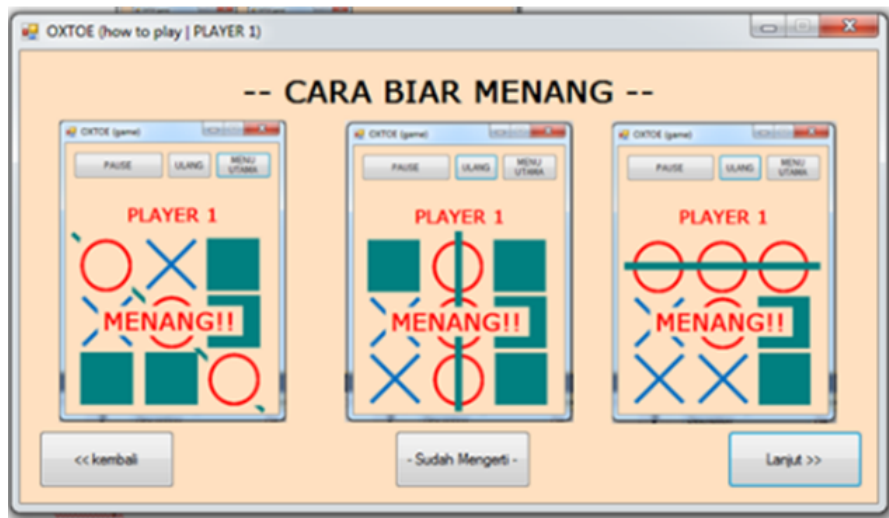 OXTOE (how to play | PLAYER 1)
-- CARA BIAR MENANG --
OXTOE (game)
PAUSE
ULANG
MENU
UTAMA
PLAYER 1
MENANG!!
OXTOE (game)
PAUSE
ULANG
MENU
UTAMA
PLAYER 1
MENANG!!
OXTOE (game)
PAUSE
ULANG
MENU
UTAMA
PLAYER 1
MENANG!!
<< kembali
- Sudah Mengerti -
Lanjut >>